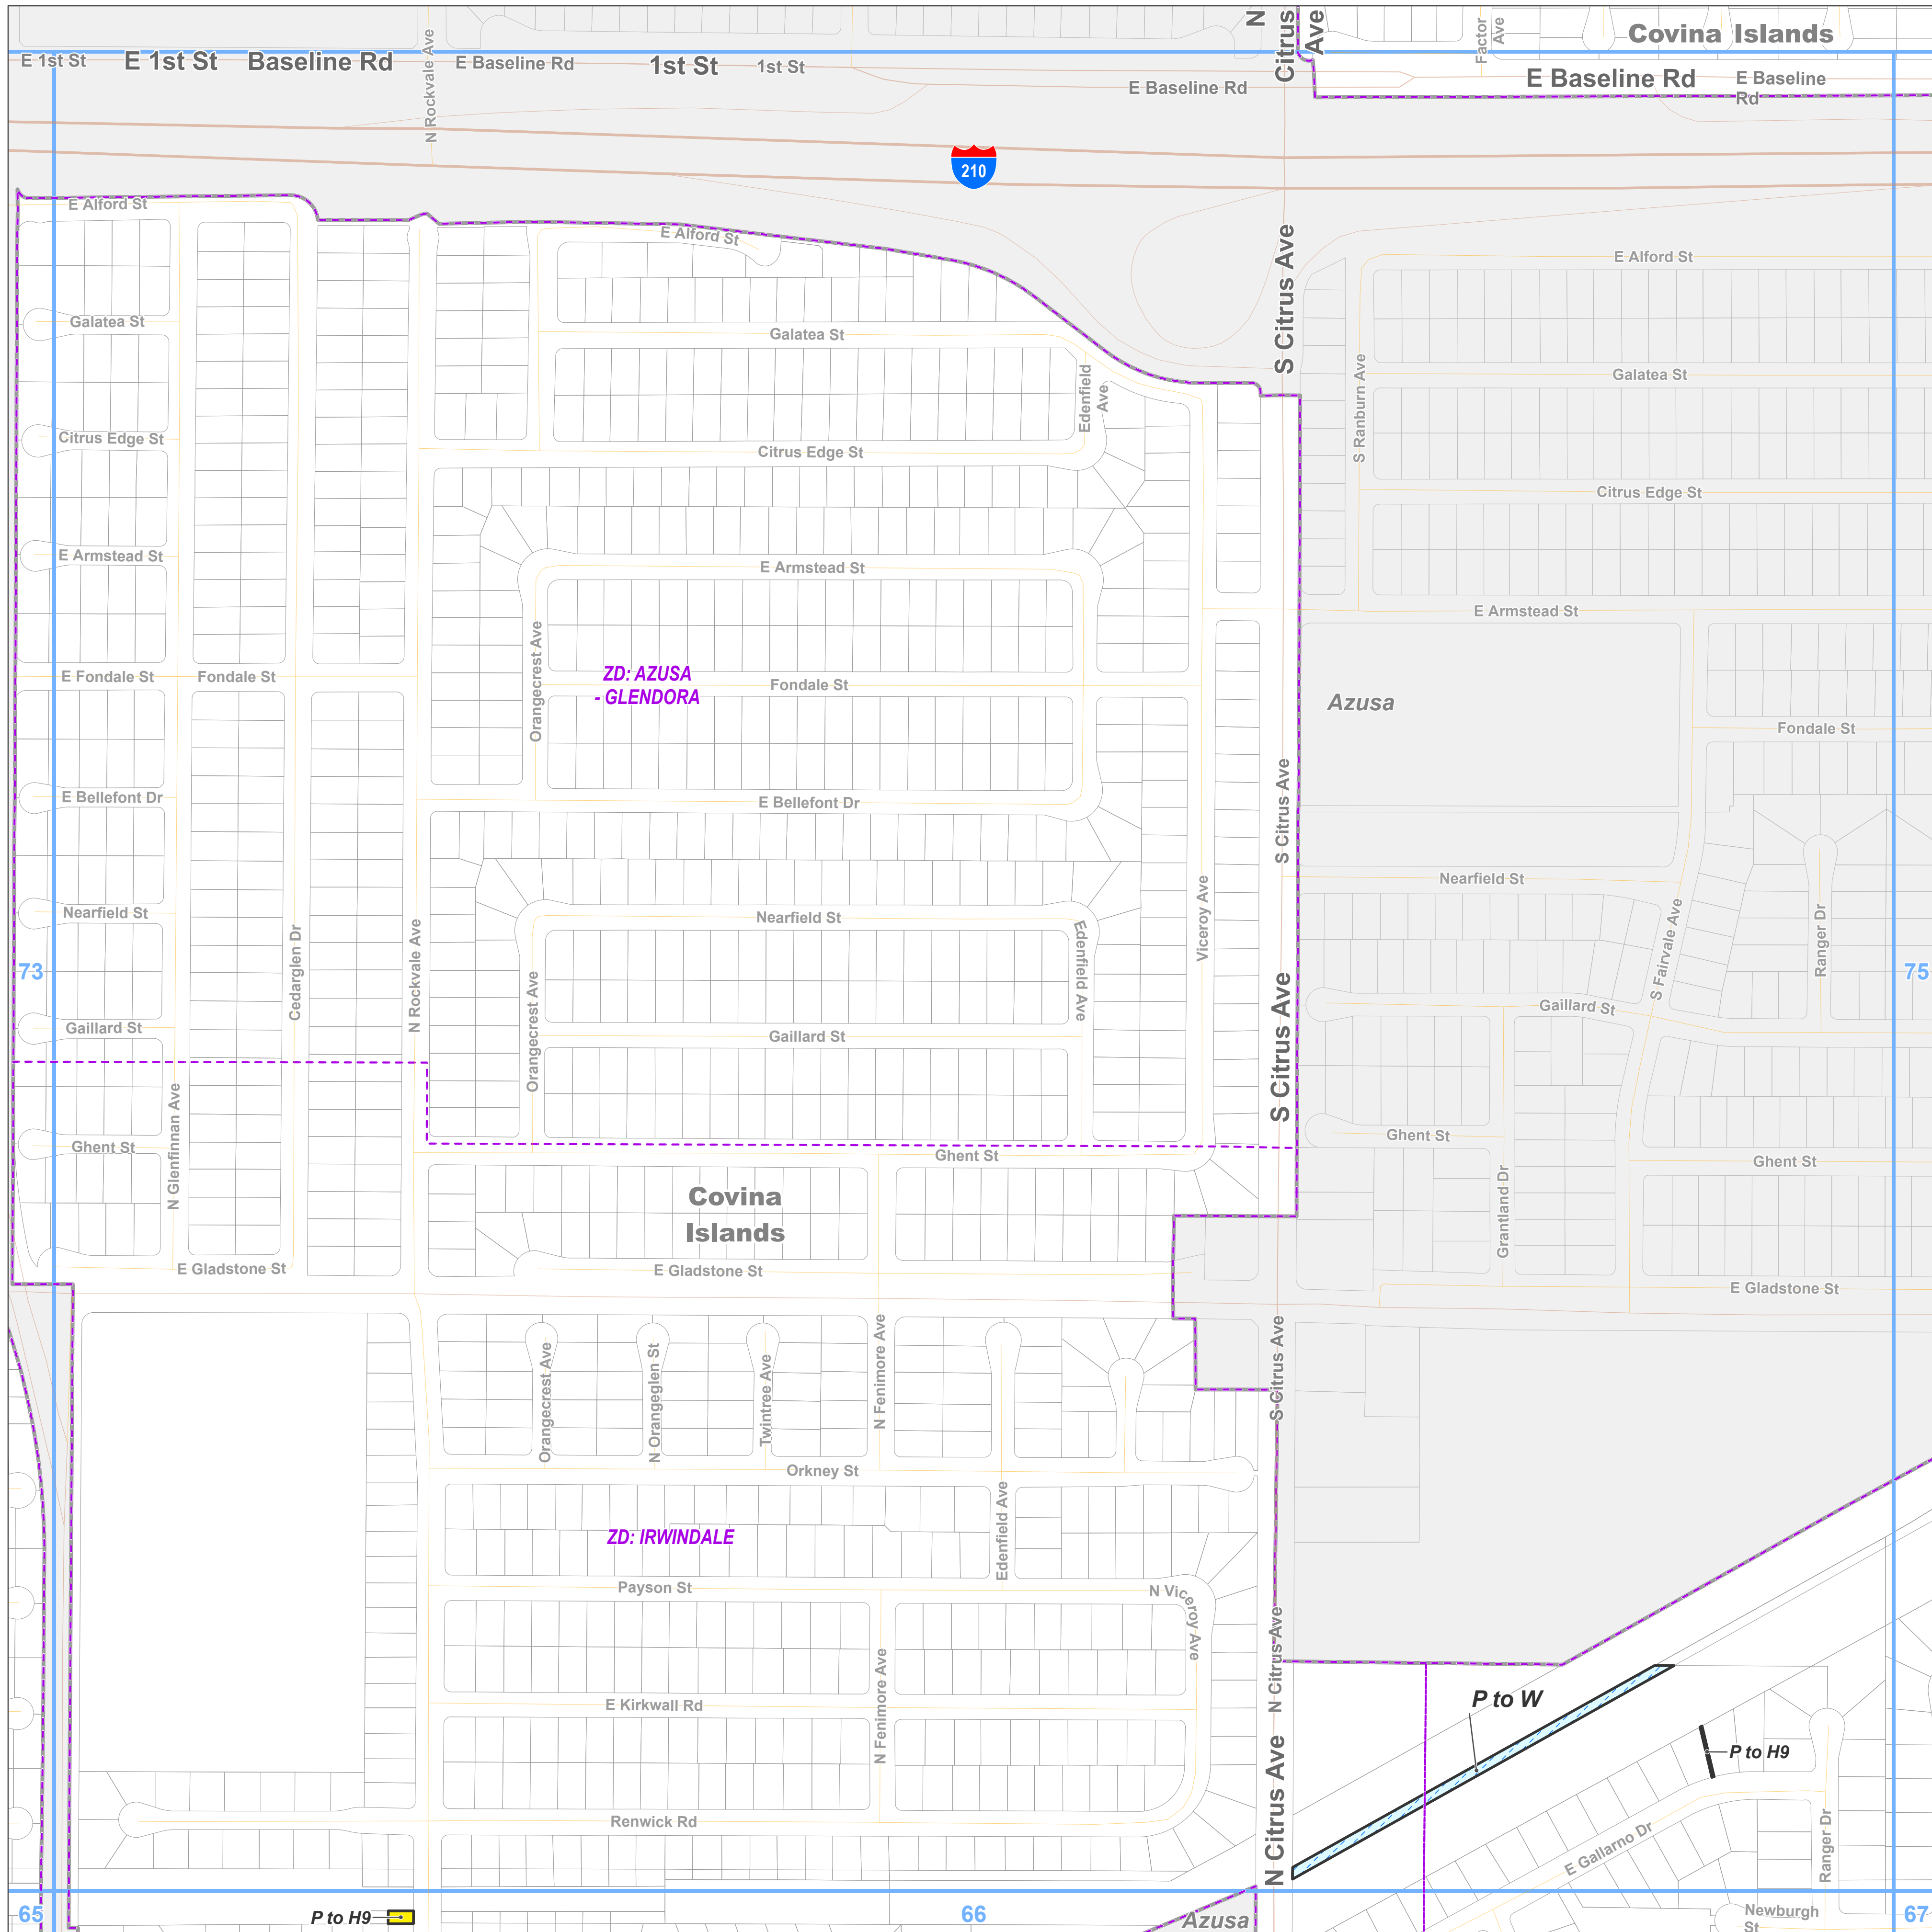 N
Citrus
Ave
Factor
Ave
Covina Islands
E 1st St
E 1st St
Baseline Rd
N Rockvale Ave
E Baseline Rd
1st St
1st St
E Baseline Rd
E Baseline Rd
E Baseline
Rd
210
E Alford St
E Alford St
S Citrus Ave
E Alford St
Galatea St
Galatea St
Edenfield
Ave
S Ranburn Ave
Galatea St
Citrus Edge St
Citrus Edge St
Citrus Edge St
E Armstead St
E Armstead St
E Armstead St
Orangecrest Ave
E Fondale St
Fondale St
ZD: AZUSA
- GLENDORA
Fondale St
Azusa
Fondale St
E Bellefont Dr
E Bellefont Dr
S Citrus Ave
Nearfield St
Cedarglen Dr
N Rockvale Ave
Nearfield St
Edenfield Ave
Viceroy Ave
Nearfield St
S Fairvale Ave
Ranger Dr
73
75
Orangecrest Ave
S Citrus Ave
Gaillard St
Gaillard St
Gaillard St
N Glenfinnan Ave
Ghent St
Ghent St
Ghent St
Grantland Dr
Ghent St
Covina
Islands
E Gladstone St
E Gladstone St
E Gladstone St
Orangecrest Ave
N Orangeglen St
Twintree Ave
N Fenimore Ave
S Citrus Ave
Orkney St
Edenfield Ave
ZD: IRWINDALE
Payson St
N Viceroy Ave
N Fenimore Ave
N Citrus Ave
E Kirkwall Rd
P to W
P to H9
N Citrus Ave
Renwick Rd
E Gallarno Dr
Ranger Dr
65
P to H9
66
Azusa
Newburgh
St
67